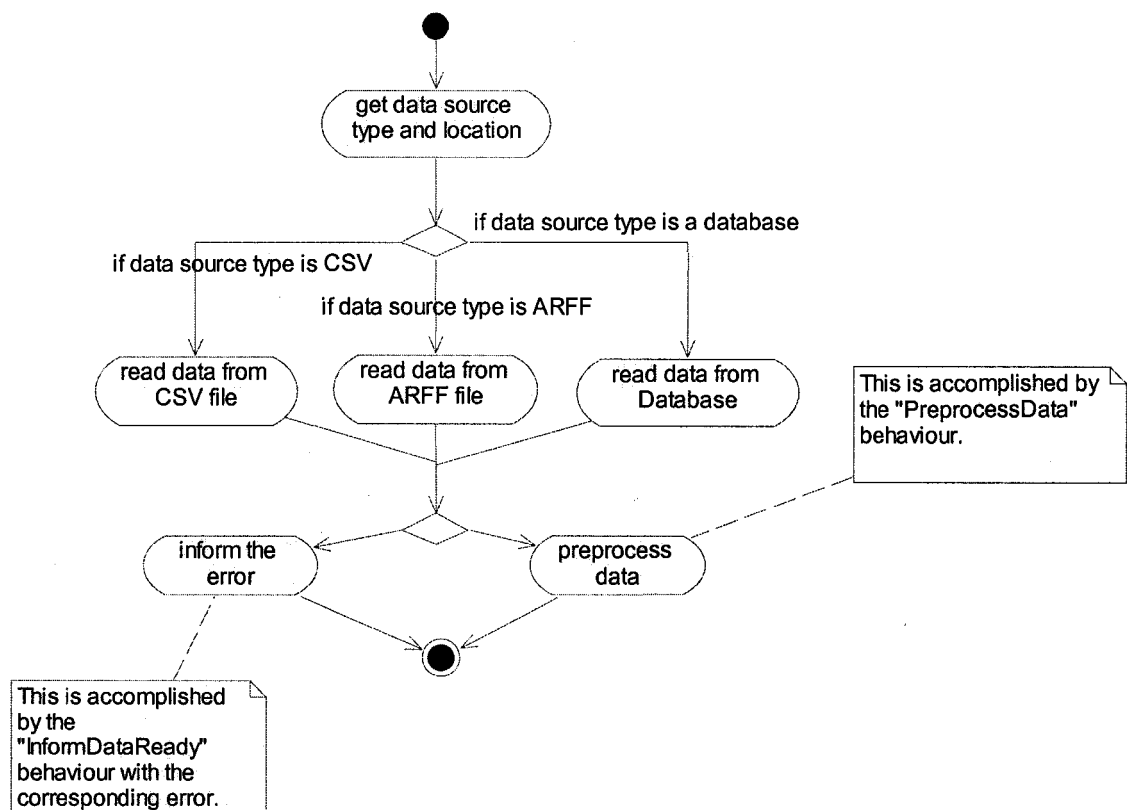 get data source
type and location
if data source type is a database
if data source type is CSV
if data source type is ARFF
read data from
CSV file
read data from
ARFF file
read data from
Database
This is accomplished by
the "PreprocessData"
behaviour.
inform the
error
preprocess
data
This is accomplished
by the
"InformDataReady"
behaviour with the
corresponding error.